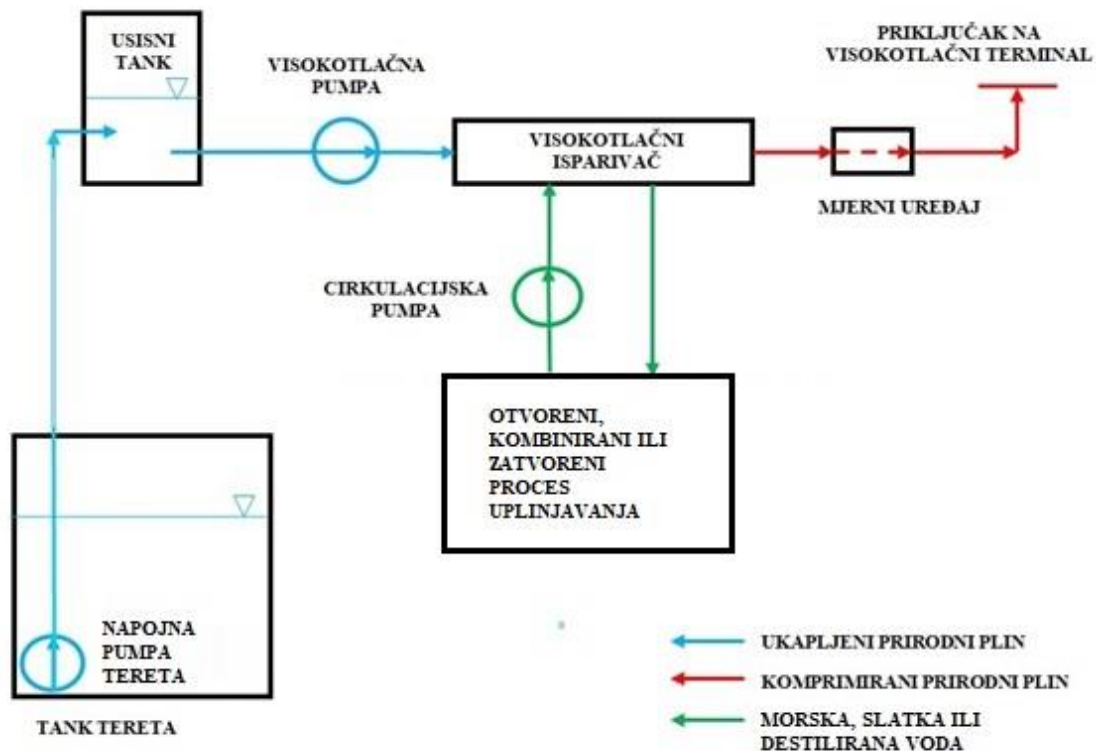 USISNI
TANK
VISOKOTLAČNA
PUMPA
PRIKLJUČAK NA
VISOKOTLAČNI TERMINAL
VISOKOTLAČNI
ISPARIVAČ
MJERNI UREĐAJ
CIRKULACIJSKA
PUMPA
OTVORENI,
KOMBINIRANI ILI
ZATVORENI
PROCES
UPLINJAVANJA
NAPOJNA
PUMPA
TERETA
TANK TERETA
UKAPLJENI PRIRODNI PLIN
KOMPRIMIRANI PRIRODNI PLIN
MORSKA, SLATKA ILI
DESTILIRANA VODA